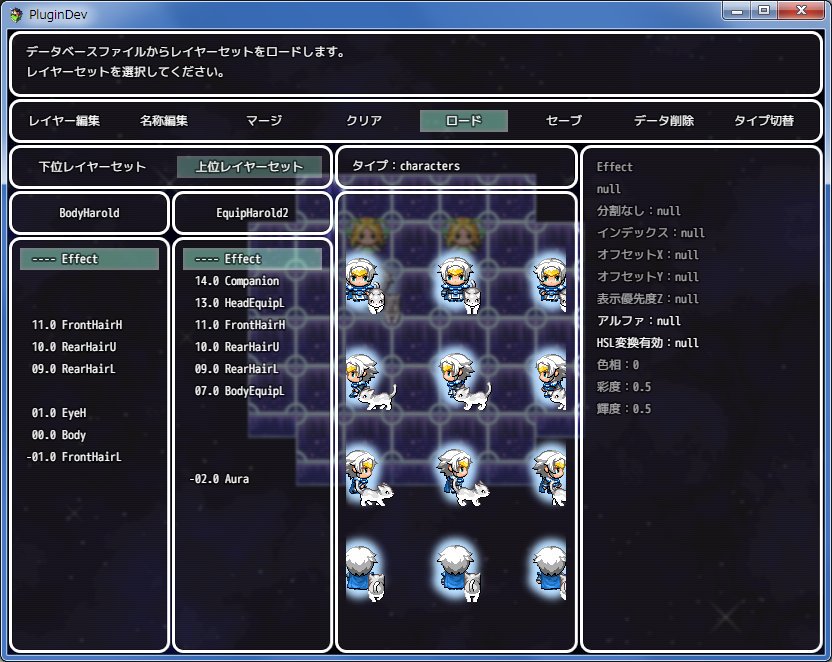 PluginDev
データベースファイルからレイヤーセットをロードします。
レイヤーセットを選択してください。
レイヤー編集 名称編集 マージ クリア ロード セーブ データ削除 タイプ切替
下位レイヤーセット 上位レイヤーセット
タイプ：characters
BodyHarold
EquipHarold2
---- Effect
11.0 FrontHairH
10.0 RearHairU
09.0 RearHairL
01.0 EyeH
00.0 Body
-01.0 FrontHairL
---- Effect
14.0 Companion
13.0 HeadEquipL
11.0 FrontHairH
10.0 RearHairU
09.0 RearHairL
07.0 BodyEquipL
-02.0 Aura
Effect
null
分割なし：null
インデックス：null
オフセットX：null
オフセットY：null
表示優先度Z：null
アルファ：null
HSL変換有効：null
色相：0
彩度：0.5
輝度：0.5